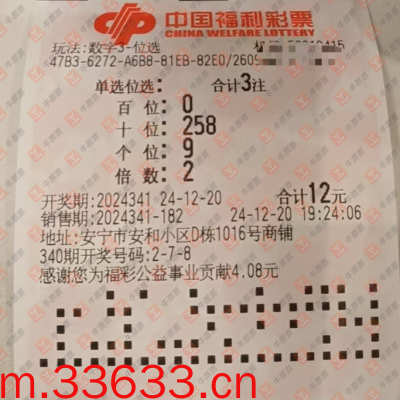 中国福利彩票
CHINA WELFARE LOTTERY
玩法:数字3-位选
47B3-6272-A6B8-81EB-82E0/2609
单选位选: 合计3注
百 位: 0
十 位: 258
个 位: 9
倍 数: 2
开奖期:2024341 24-12-20 合计12元
销售期:2024341-182 24-12-20 19:24:06
地址:安宁市安和小区D栋1016号商铺
340期开奖号码:2-7-8
感谢您为福彩公益事业贡献4.08元
m.33633.cn